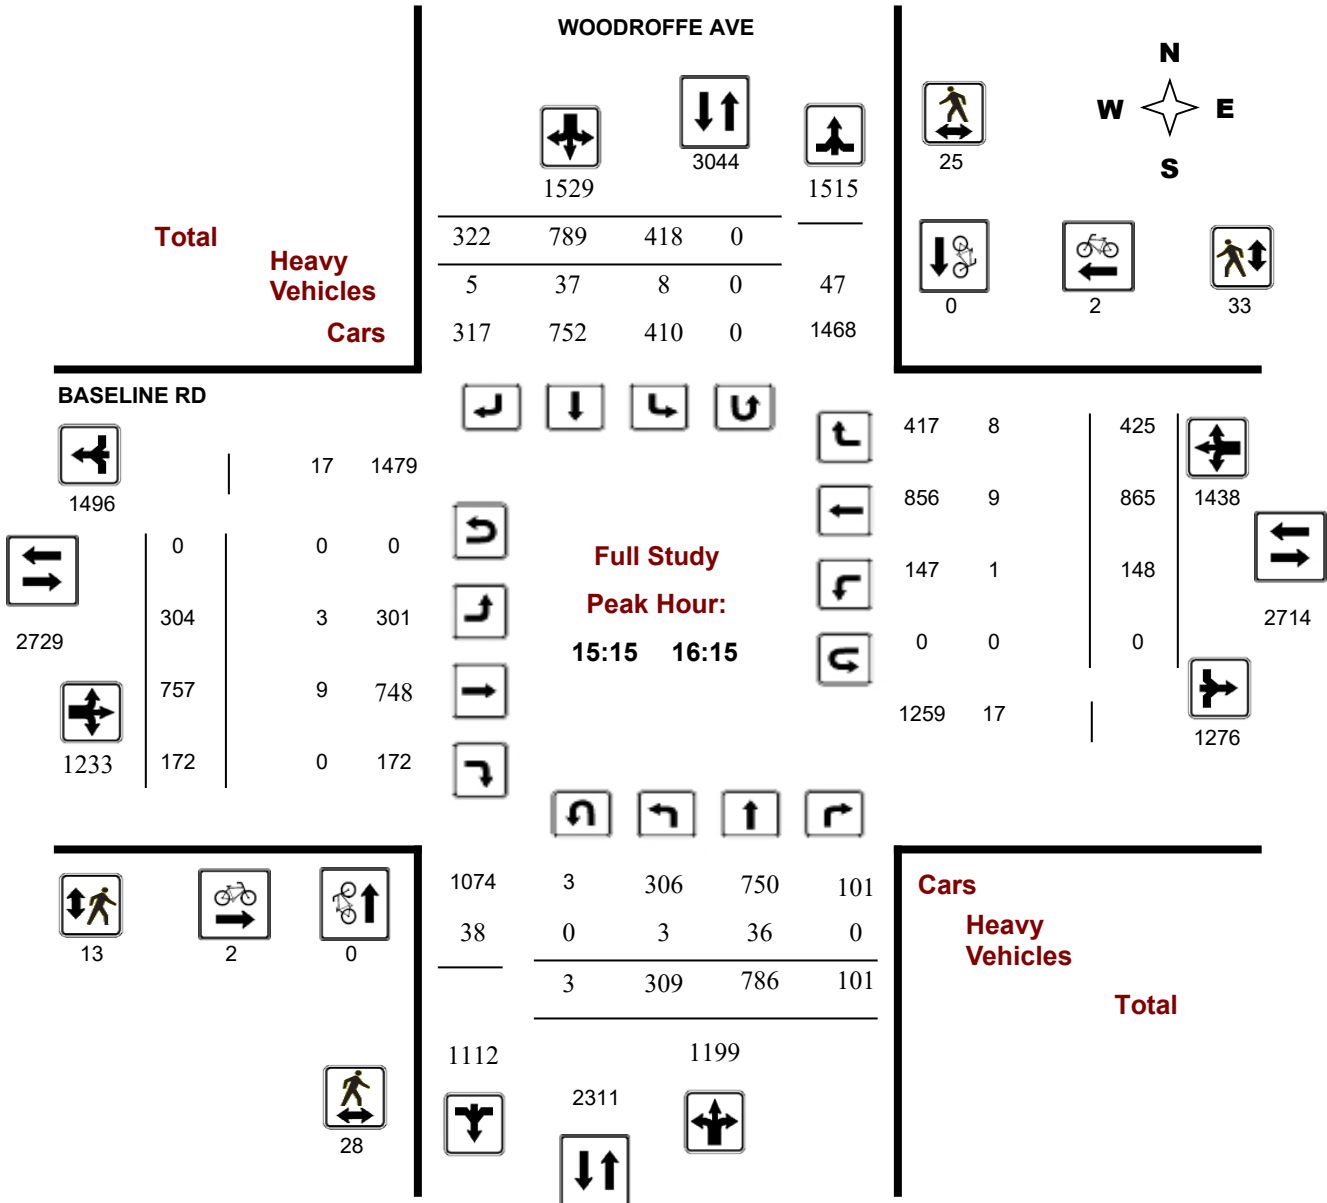 WOODROFFE AVE
N
W E
S
3044
25
1529 1515
Total 322 789 418 0
Heavy
Vehicles 5 37 8 0 47
Cars 317 752 410 0 1468
0 2 33
BASELINE RD
417 8 425
17 1479
1496
856 9 865 1438
0 0 0
Full Study
147 1 148
304 3 301
Peak Hour:
2714
2729
15:15 16:15
0 0 0
757 9 748
1259 17
1276
1233 172 0 172
1074 3 306 750 101 Cars
38 0 3 36 0 Heavy
Vehicles
13 2 0
3 309 786 101
Total
1112 1199
2311
28